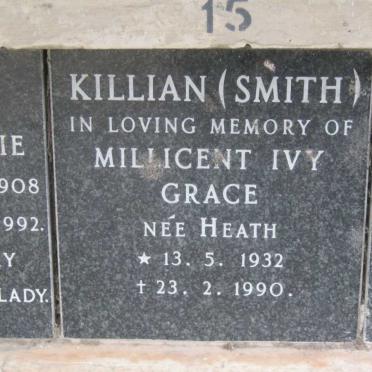 15
KILLIAN (SMITH)
IN LOVING MEMORY OF
MILLICENT IVY
GRACE
NÉE HEATH
★ 13. 5. 1932
† 23. 2. 1990.
908
992.
LADY.